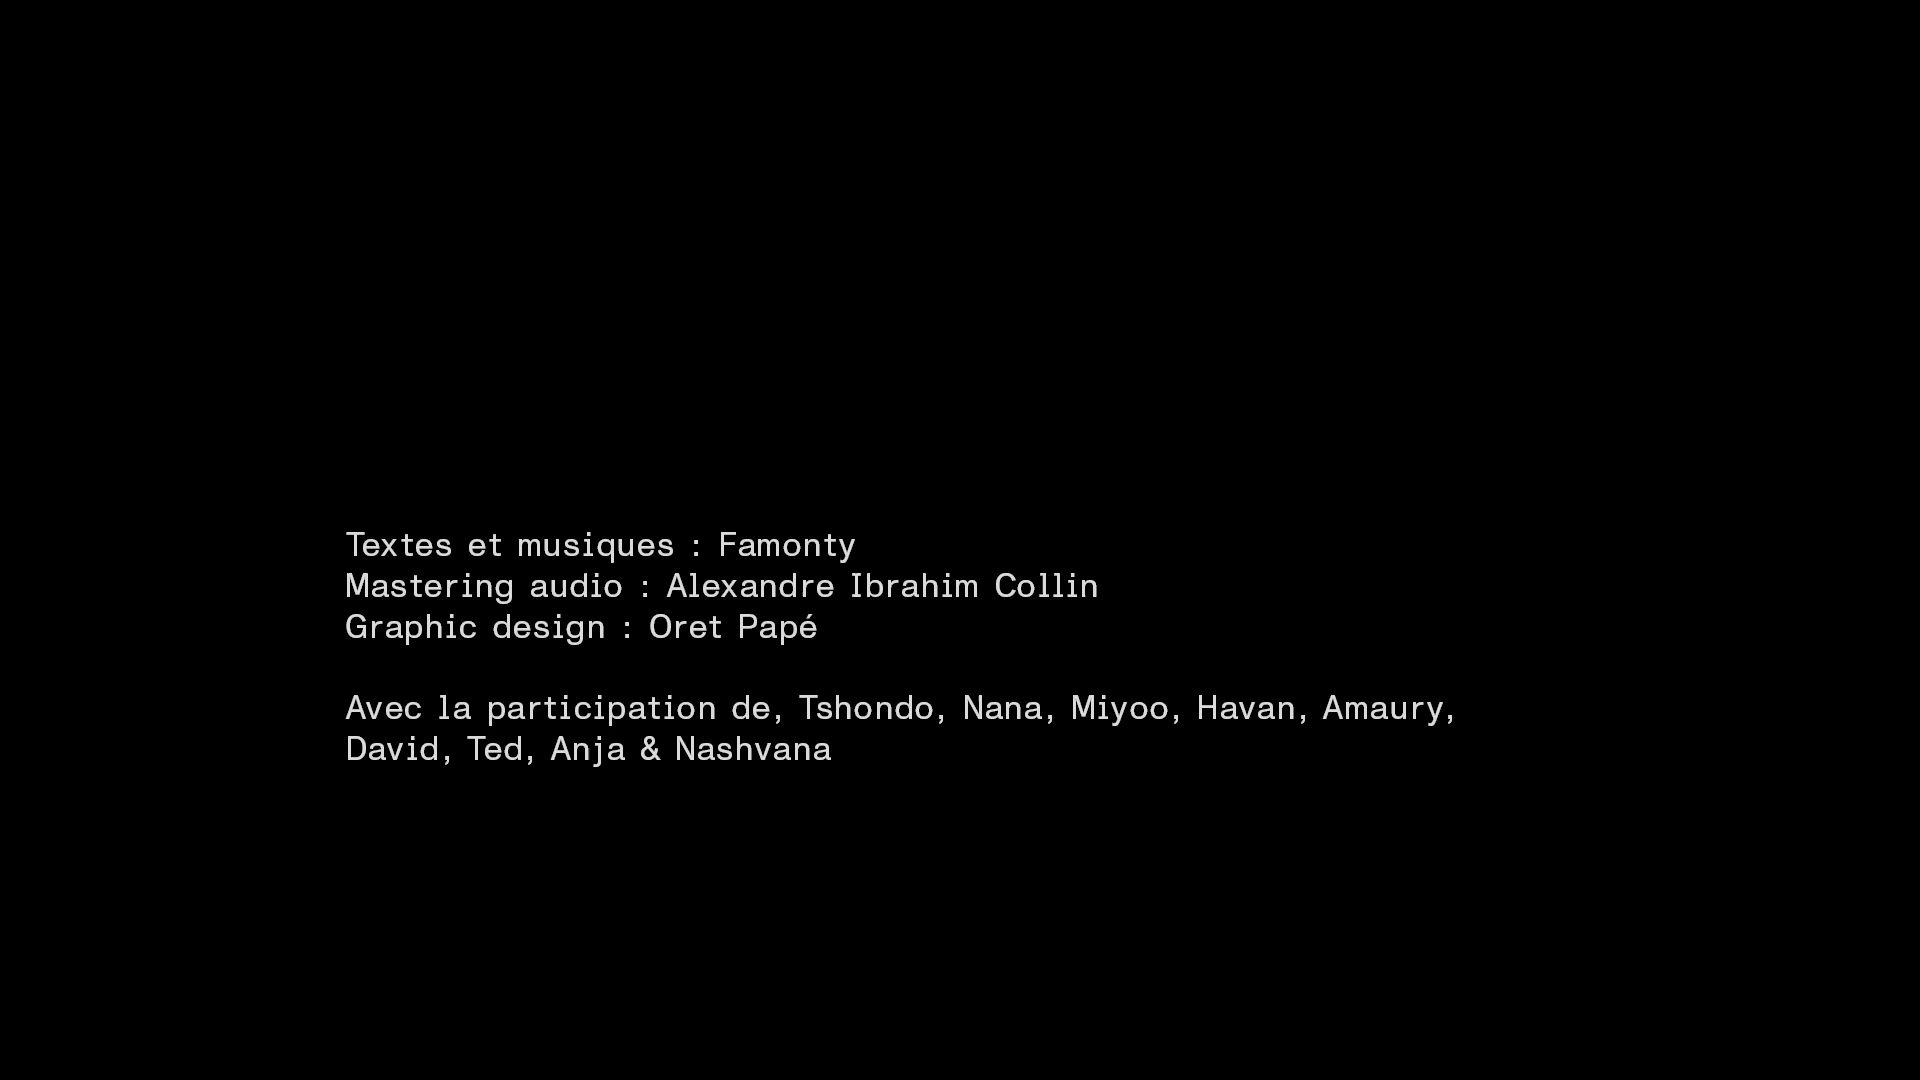 Textes et musiques : Famonty
Mastering audio : Alexandre Ibrahim Collin
Graphic design : Oret Papé
Avec la participation de, Tshondo, Nana, Miyoo, Havan, Amaury,
David, Ted, Anja & Nashvana